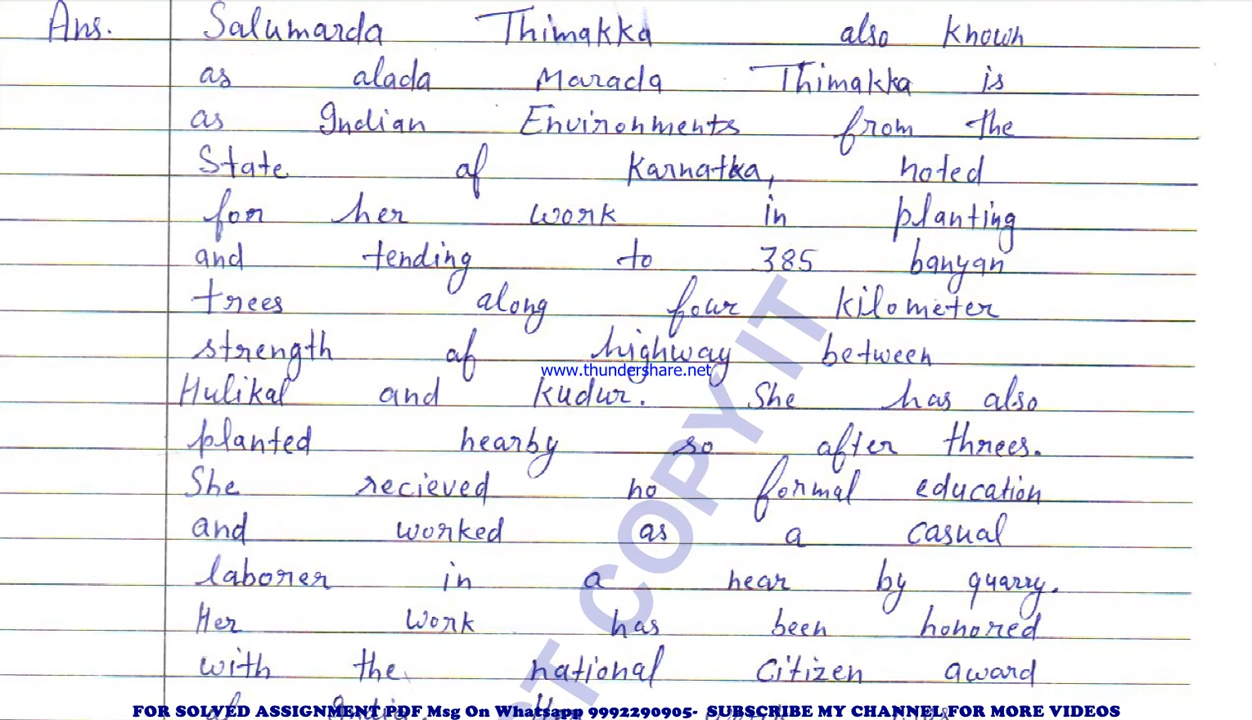 Ans. Salumarda Thimakka also known
as alada Marada Thimakka is
as Indian Environments from the
State of Karnatka, noted
for her work in planting
and tending to 385 banyan
trees along four kilometer
strength of highway between
www.thundershare.net
Hulikal and kudur. She has also
planted nearby so after threes.
She recieved no formal education
and worked as a casual
laborer in a near by quarry.
Her work has been honored
with the national Citizen award
of India.
COPY IT
FOR SOLVED ASSIGNMENT PDF Msg On Whatsapp 9992290905- SUBSCRIBE MY CHANNEL FOR MORE VIDEOS